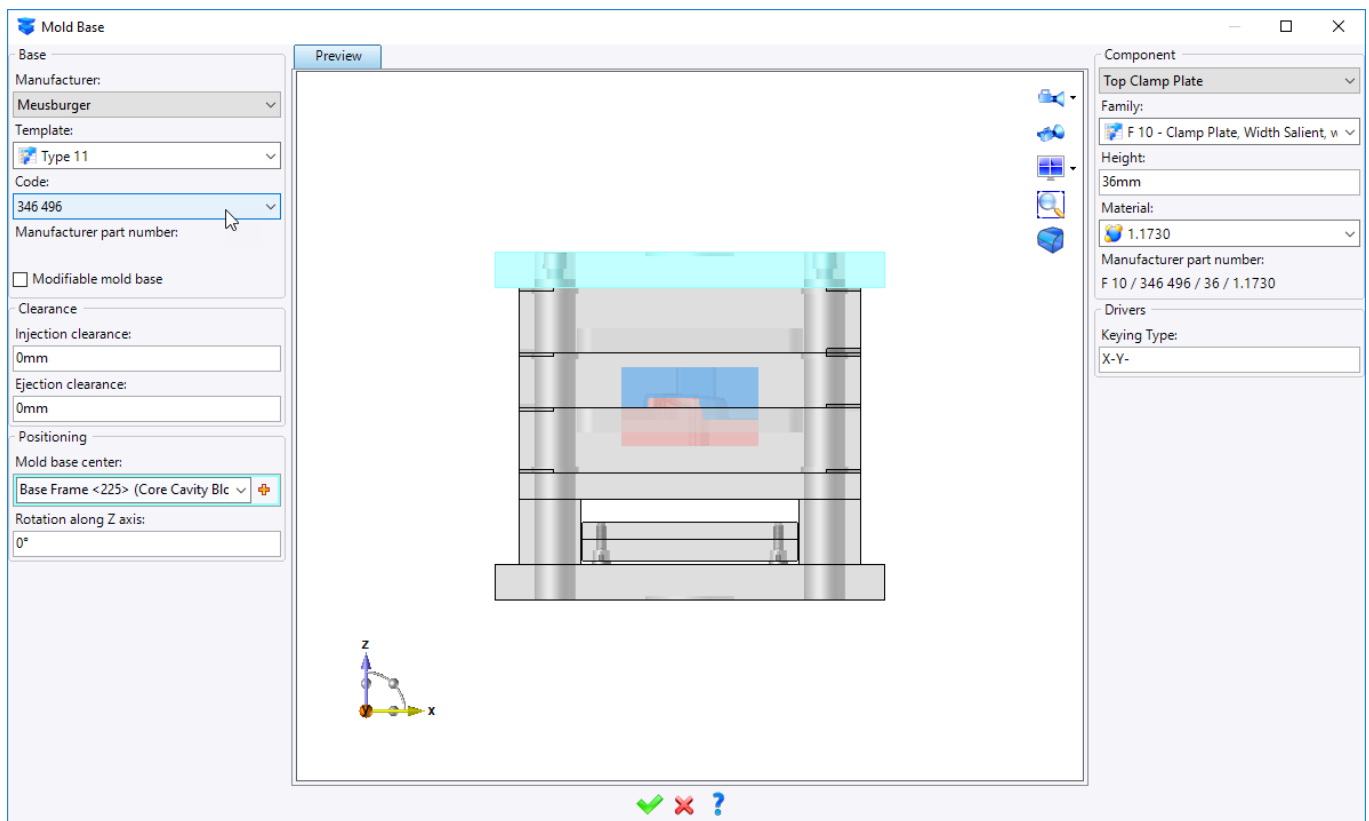 Mold Base
Base
Manufacturer:
Meusburger
Template:
Type 11
Code:
346 496
Manufacturer part number:
Modifiable mold base
Clearance
Injection clearance:
0mm
Ejection clearance:
0mm
Positioning
Mold base center:
Base Frame <225> (Core Cavity Blc
Rotation along Z axis:
0°
Preview
Z
Y
X
Component
Top Clamp Plate
Family:
F 10 - Clamp Plate, Width Salient, w
Height:
36mm
Material:
1.1730
Manufacturer part number:
F 10 / 346 496 / 36 / 1.1730
Drivers
Keying Type:
X-Y-